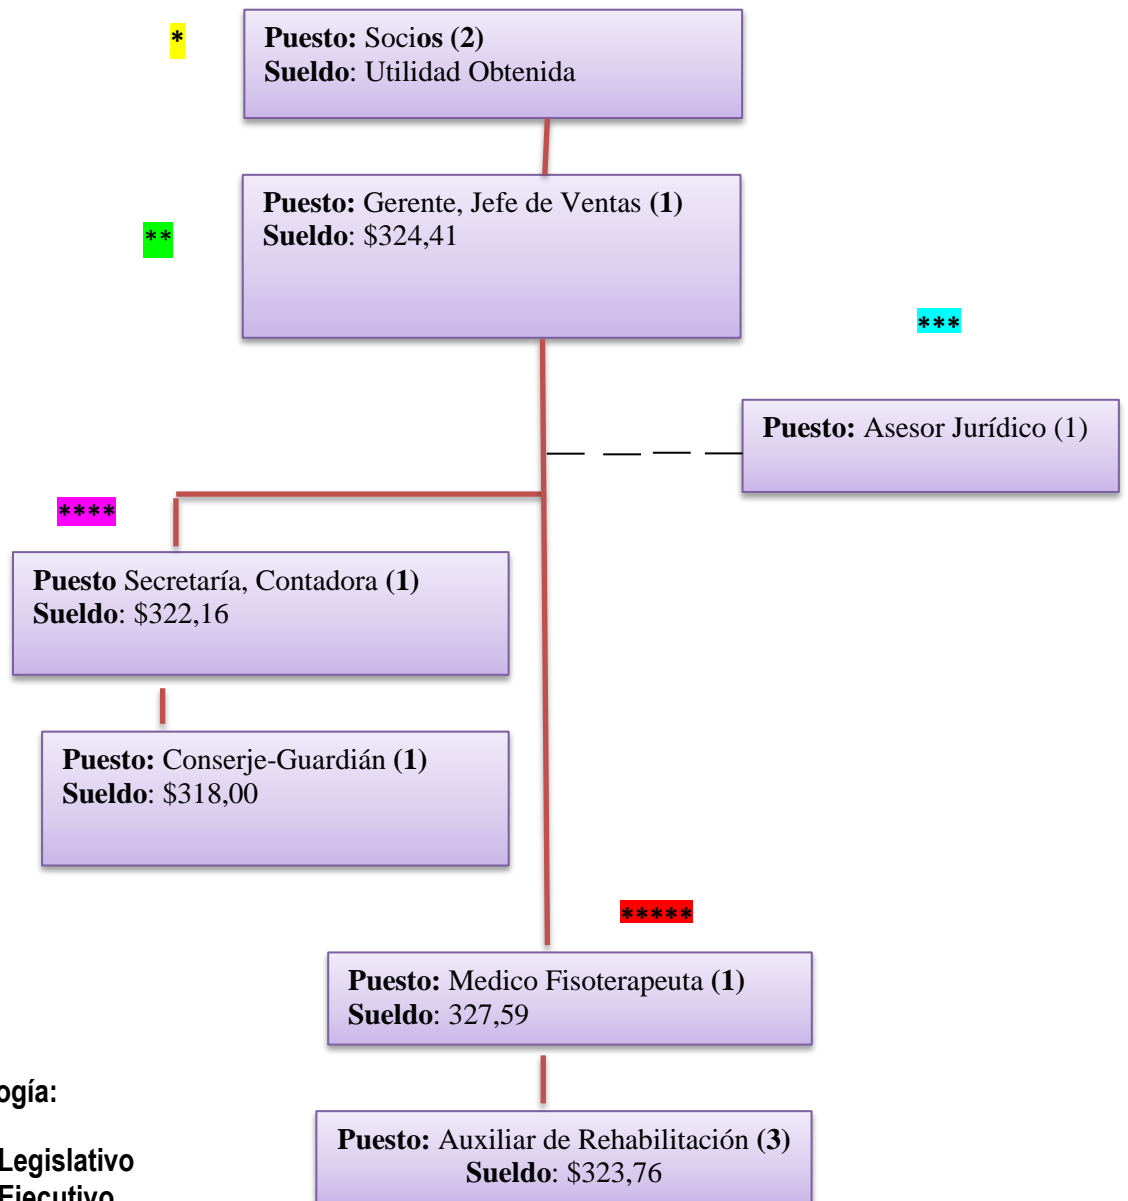 *
Puesto: Socios (2)
Sueldo: Utilidad Obtenida
**
Puesto: Gerente, Jefe de Ventas (1)
Sueldo: $324,41
***
Puesto: Asesor Jurídico (1)
****
Puesto Secretaría, Contadora (1)
Sueldo: $322,16
Puesto: Conserje-Guardián (1)
Sueldo: $318,00
*****
Puesto: Medico Fisoterapeuta (1)
Sueldo: 327,59
Puesto: Auxiliar de Rehabilitación (3)
Sueldo: $323,76
ogía:
Legislativo
Ejecutivo